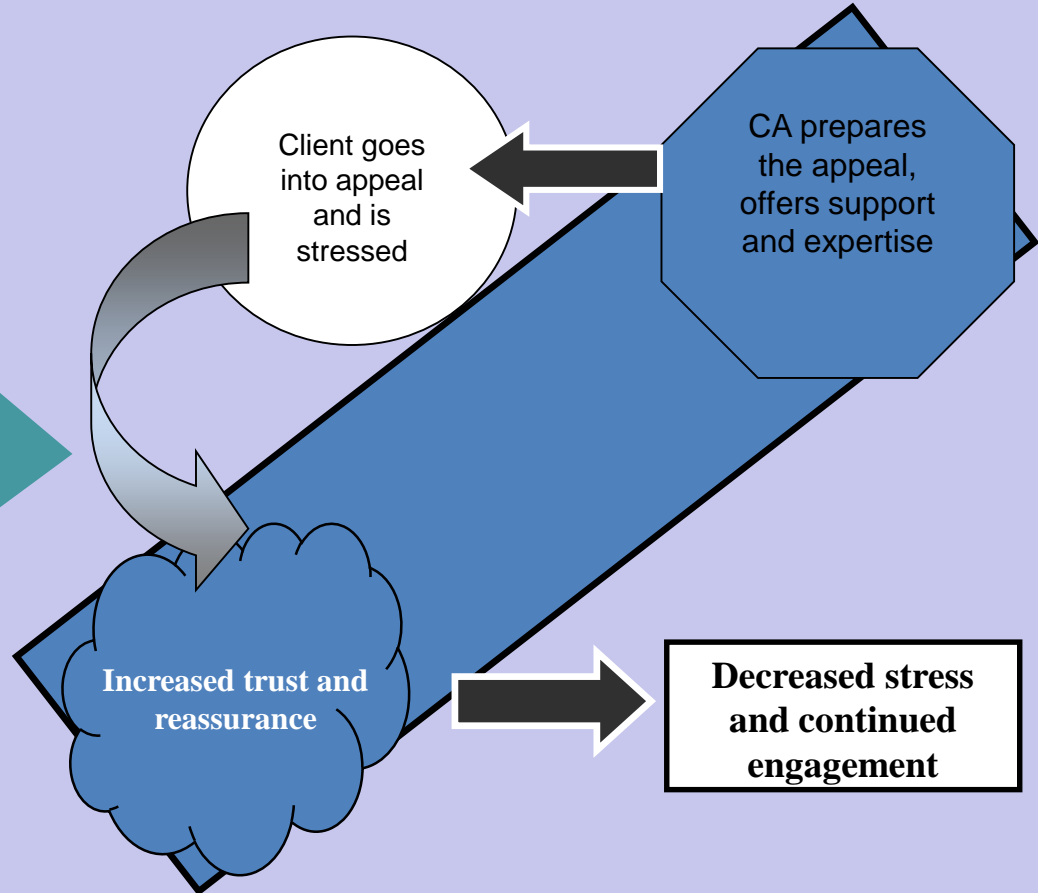 Client goes
into appeal
and is
stressed
CA prepares
the appeal,
offers support
and expertise
Increased trust and
reassurance
Decreased stress
and continued
engagement